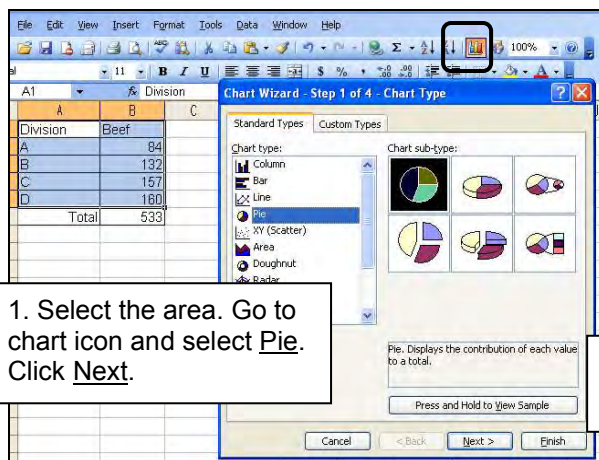 File Edit View Insert Format Tools Data Window Help
100%
11 B I U $ % ,
A1 fx Division
A B C
Division Beef
A 84
B 132
C 157
D 160
Total 533
Chart Wizard - Step 1 of 4 - Chart Type
Standard Types Custom Types
Chart type:
Column
Bar
Line
Pie
XY (Scatter)
Area
Doughnut
Radar
Chart sub-type:
Pie. Displays the contribution of each value
to a total.
Press and Hold to View Sample
Cancel < Back Next > Finish
1. Select the area. Go to
chart icon and select Pie.
Click Next.